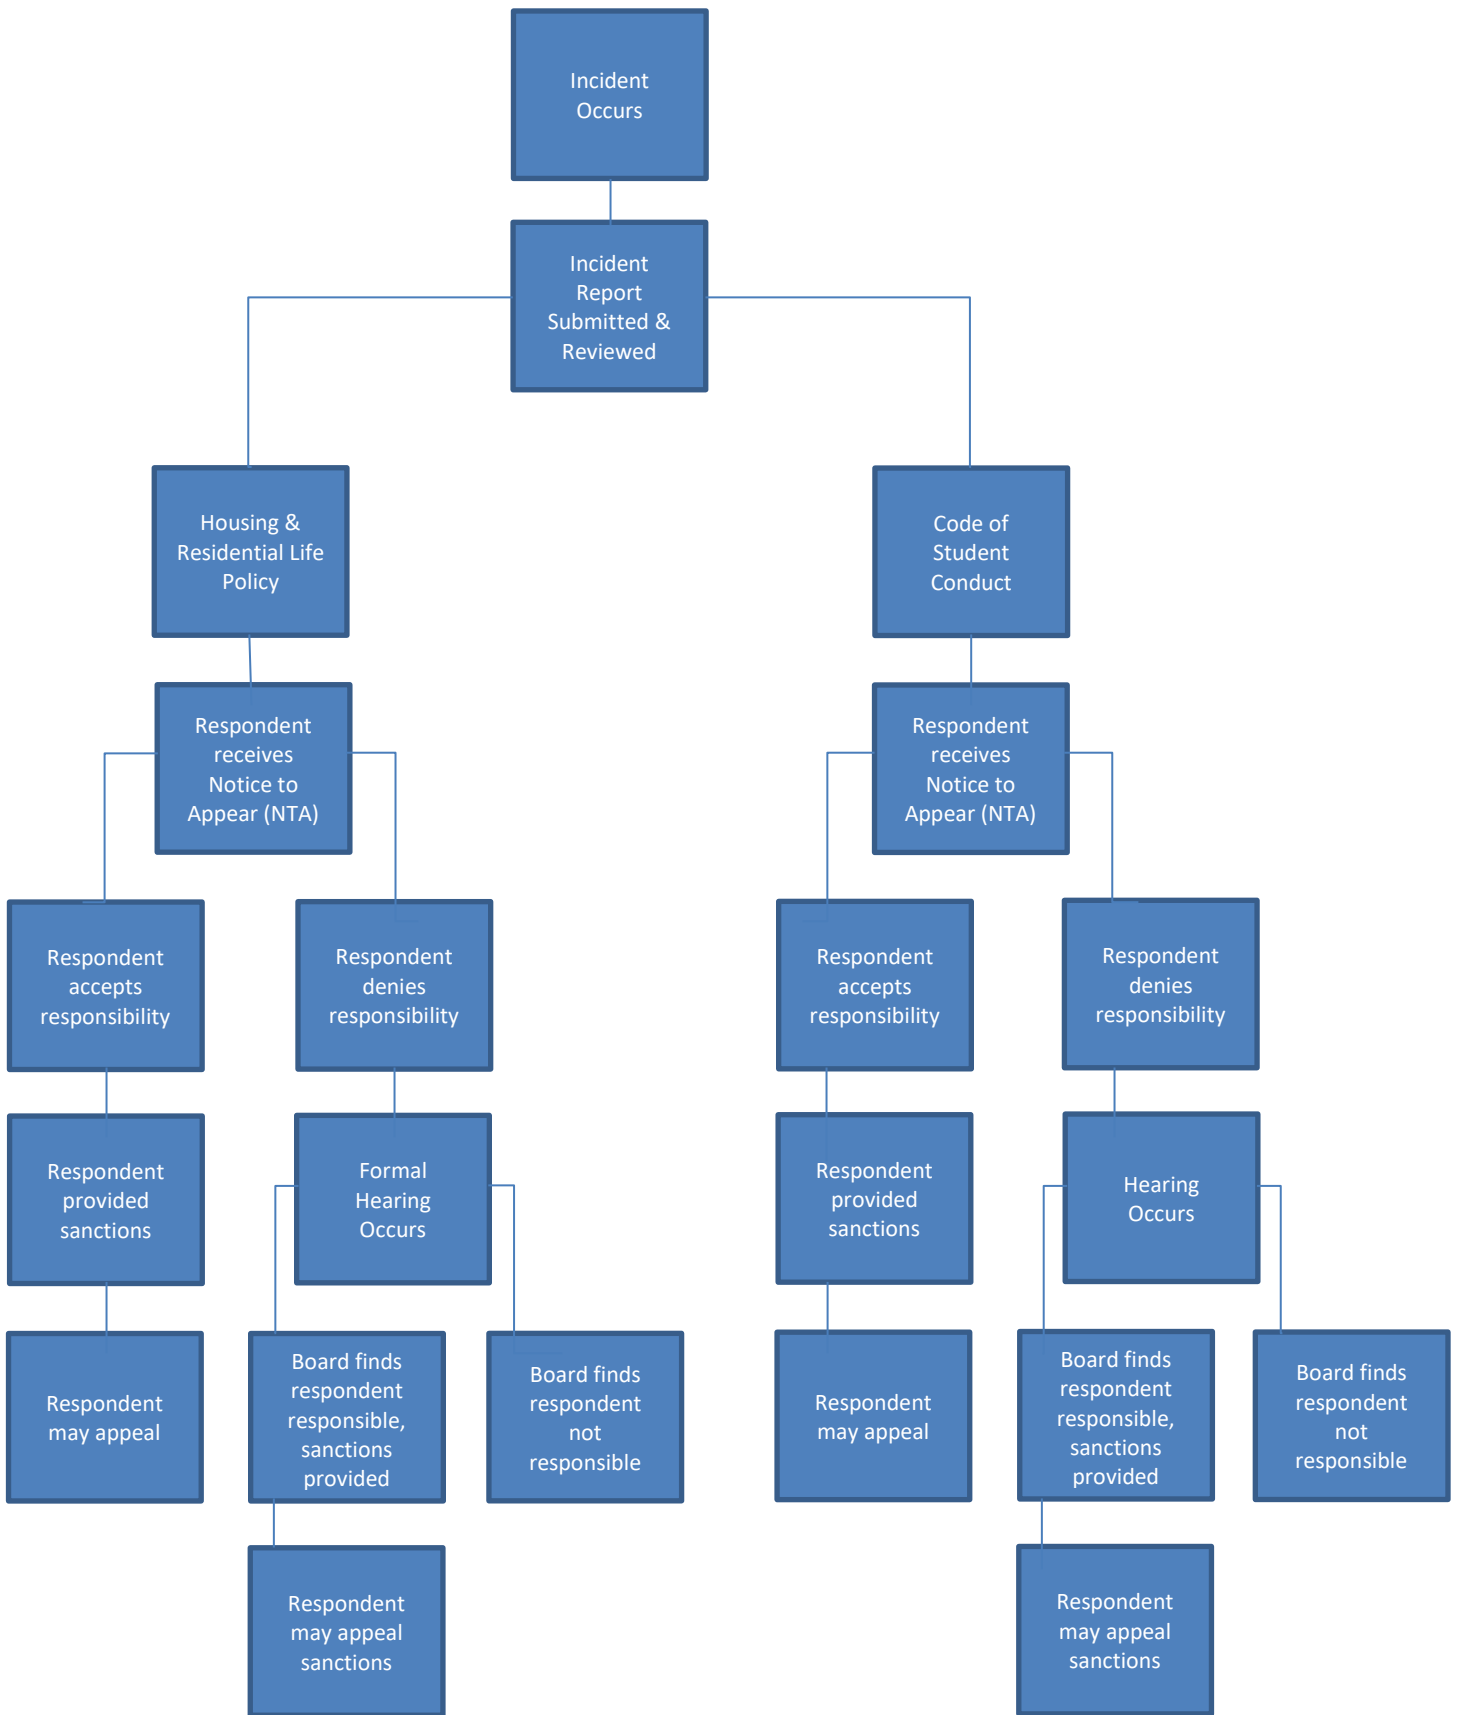 Incident
Occurs
Incident
Report
Submitted &
Reviewed
Housing &
Residential Life
Policy
Code of
Student
Conduct
Respondent
receives
Notice to
Appear (NTA)
Respondent
receives
Notice to
Appear (NTA)
Respondent
accepts
responsibility
Respondent
denies
responsibility
Respondent
accepts
responsibility
Respondent
denies
responsibility
Respondent
provided
sanctions
Formal
Hearing
Occurs
Respondent
provided
sanctions
Hearing
Occurs
Respondent
may appeal
Board finds
respondent
responsible,
sanctions
provided
Board finds
respondent
not
responsible
Respondent
may appeal
Board finds
respondent
responsible,
sanctions
provided
Board finds
respondent
not
responsible
Respondent
may appeal
sanctions
Respondent
may appeal
sanctions